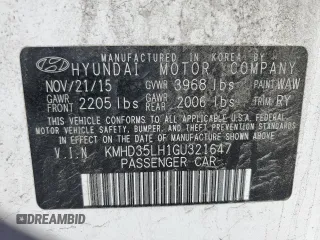 MANUFACTURED IN KOREA BY
HYUNDAI MOTOR COMPANY
NOV/21/15 GVWR 3968 lbs PAINT WAW
GAWR FRONT 2205 lbs GAWR REAR 2006 lbs TRIM RY
THIS VEHICLE CONFORMS TO ALL APPLICABLE
U.S. FEDERAL MOTOR VEHICLE SAFETY, BUMPER,
AND THEFT PREVENTION STANDARDS IN EFFECT
ON THE DATE OF MANUFACTURE SHOWN ABOVE.
V.I.N KMHD35LH1GU321647
PASSENGER CAR
© AUTOBIDCAR